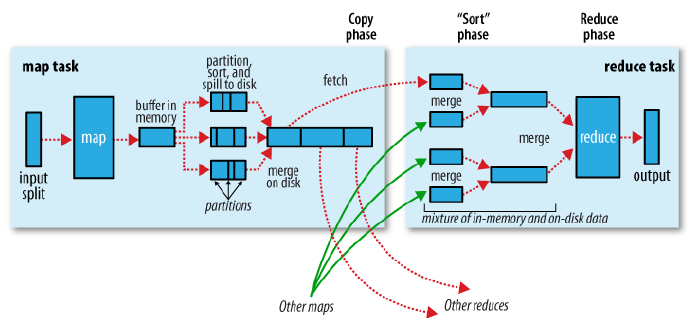 Copy
phase
“Sort”
phase
Reduce
phase
map task
partition,
sort, and
spill to disk
fetch
reduce task
buffer in
memory
map
merge
merge
reduce
input
split
merge
on disk
merge
output
partitions
mixture of in-memory and on-disk data
Other maps
Other reduces